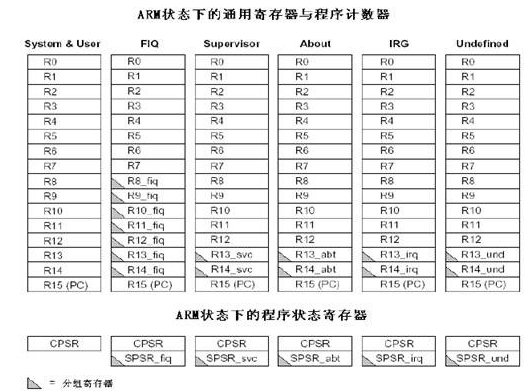 ARM状态下的通用寄存器与程序计数器
System & User FIQ Supervisor About IRG Undefined
R0 R0 R0 R0 R0 R0
R1 R1 R1 R1 R1 R1
R2 R2 R2 R2 R2 R2
R3 R3 R3 R3 R3 R3
R4 R4 R4 R4 R4 R4
R5 R5 R5 R5 R5 R5
R6 R6 R6 R6 R6 R6
R7 R7 R7 R7 R7 R7
R8 R8_fiq R8 R8 R8 R8
R9 R9_fiq R9 R9 R9 R9
R10 R10_fiq R10 R10 R10 R10
R11 R11_fiq R11 R11 R11 R11
R12 R12_fiq R12 R12 R12 R12
R13 R13_fiq R13_svc R13_abt R13_irq R13_und
R14 R14_fiq R14_svc R14_abt R14_irq R14_und
R15 (PC) R15 (PC) R15 (PC) R15 (PC) R15 (PC) R15 (PC)
ARM状态下的程序状态寄存器
CPSR CPSR CPSR CPSR CPSR CPSR
SPSR_fiq SPSR_svc SPSR_abt SPSR_irq SPSR_und
= 分组寄存器